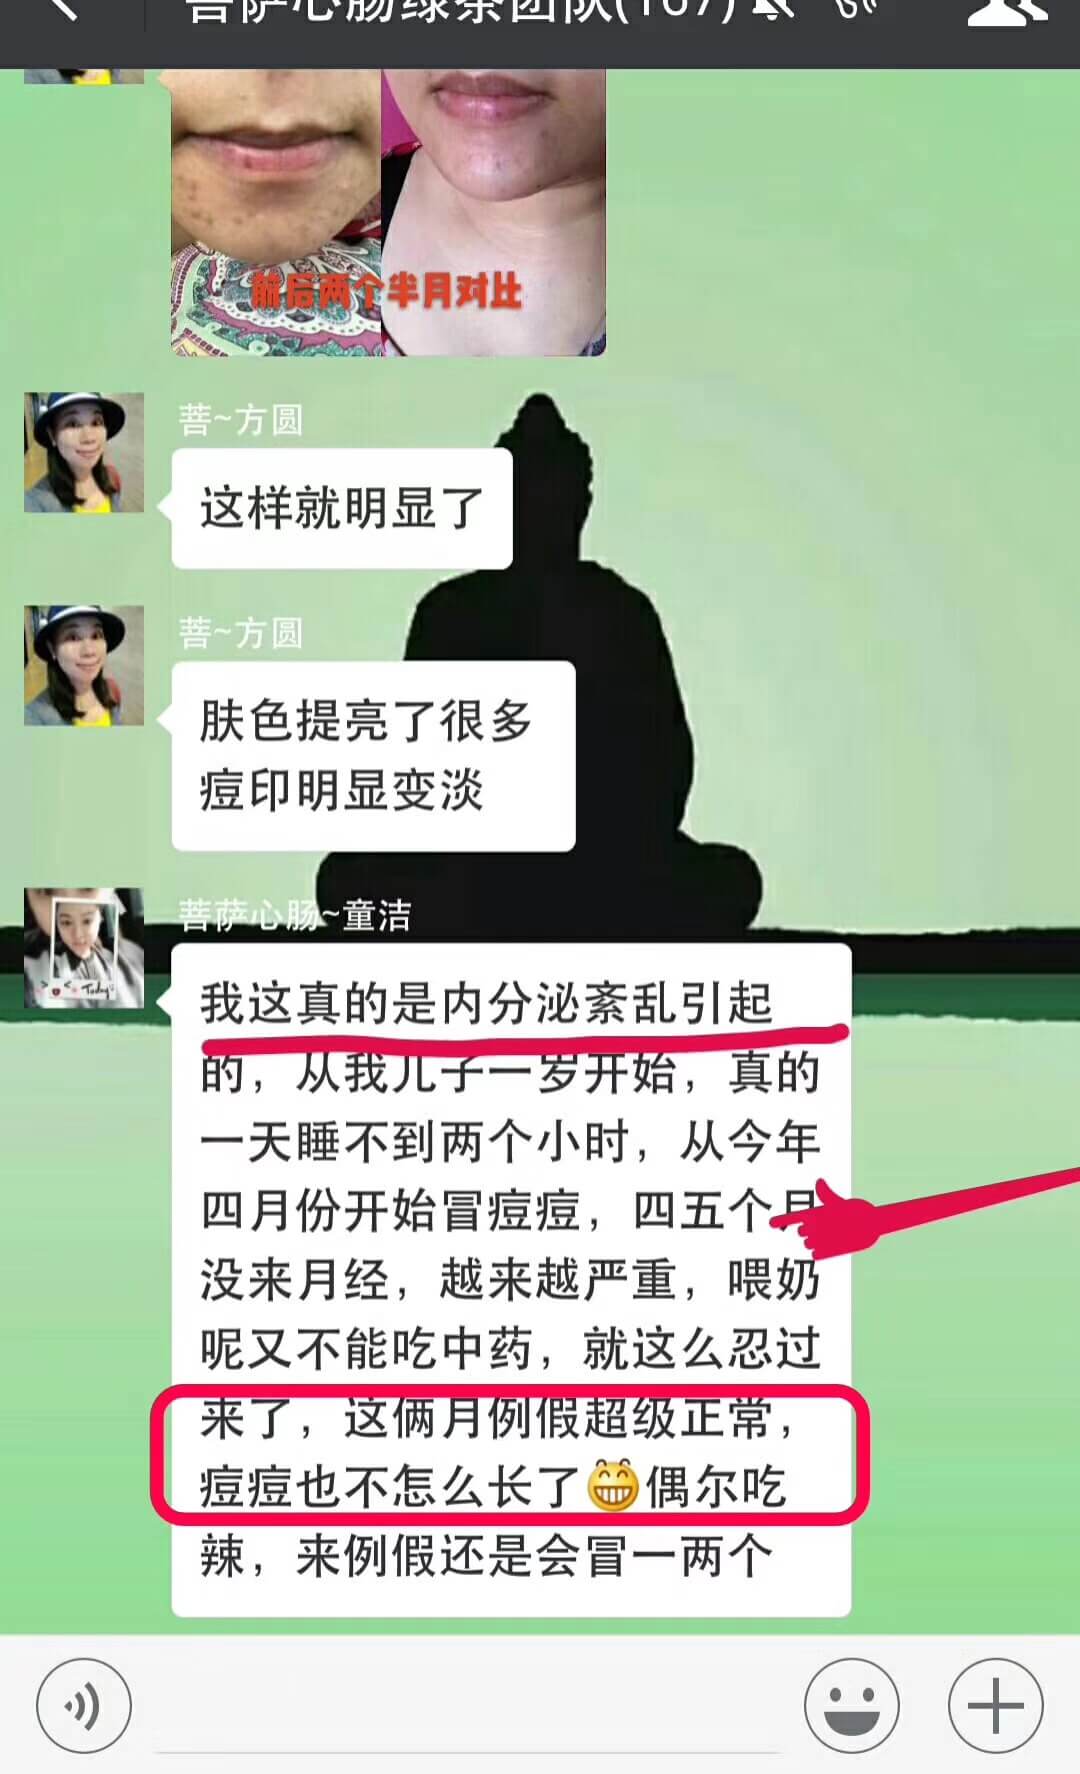 菩萨心肠绿茶团队(167)
前后两个半月对比
菩~方圆
这样就明显了
菩~方圆
肤色提亮了很多
痘印明显变淡
菩萨心肠~童洁
Today
我这真的是内分泌紊乱引起
的，从我儿子一岁开始，真的
一天睡不到两个小时，从今年
四月份开始冒痘痘，四五个月
没来月经，越来越严重，喂奶
呢又不能吃中药，就这么忍过
来了，这俩月例假超级正常，
痘痘也不怎么长了😁偶尔吃
辣，来例假还是会冒一两个